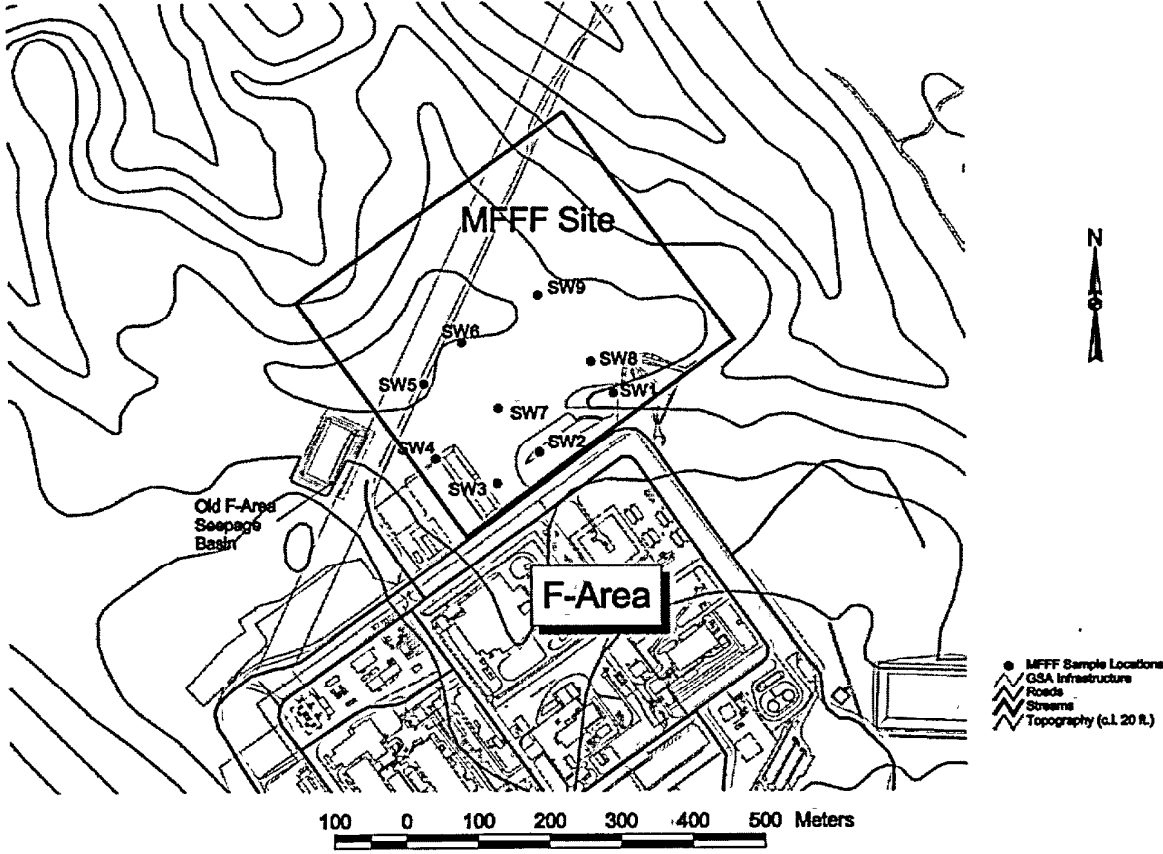 MFFF Site
N
SW9
SW6
SW8
SW5
SW1
SW7
SW2
SW4
SW3
Old F-Area
Seepage
Basin
F-Area
MFFF Sample Locations
GSA Infrastructure
Roads
Streams
Topography (c.i. 20 ft.)
100 0 100 200 300 400 500 Meters